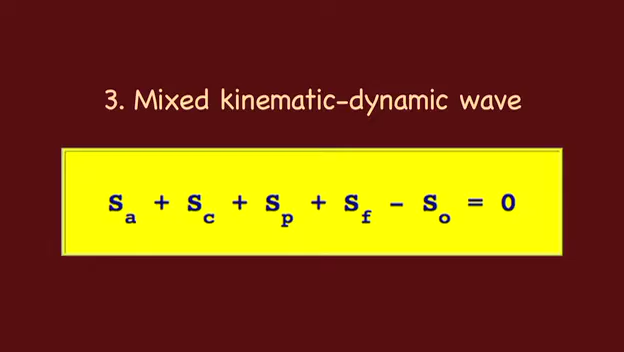 3. Mixed kinematic-dynamic wave
Sa + Sc + Sp + Sf - So = 0